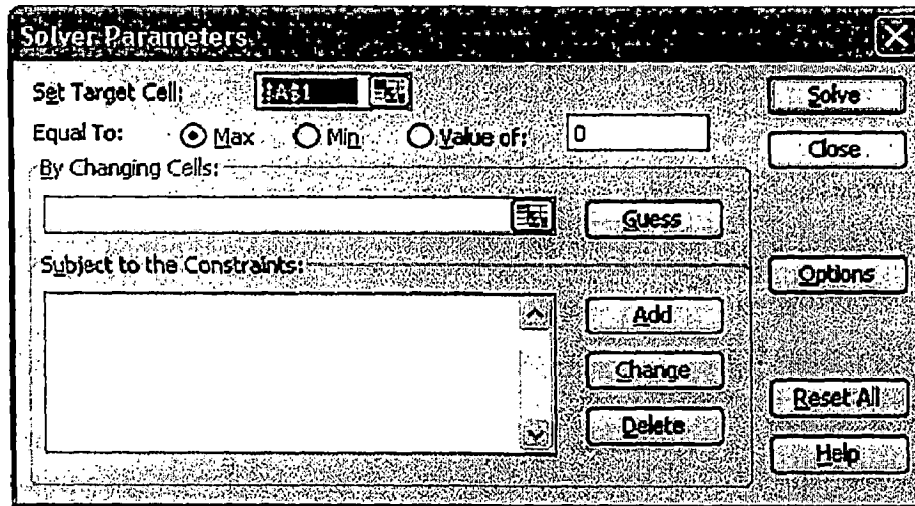 Solver Parameters
Set Target Cell: $A$1
Solve
Equal To: Max Min Value of: 0
Close
By Changing Cells:
Guess
Subject to the Constraints:
Options
Add
Change
Reset All
Delete
Help